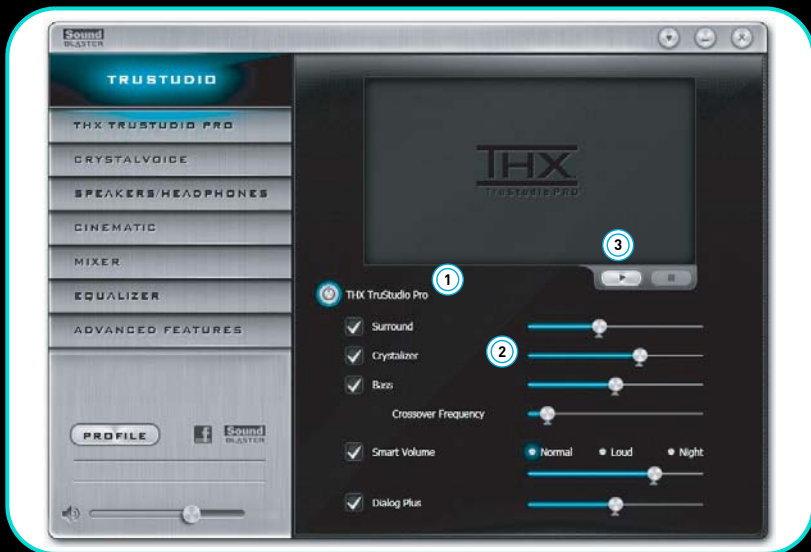 Sound
BLASTER
TRUSTUDIO
THX TRUSTUDIO PRO
CRYSTALVOICE
SPEAKERS/HEADPHONES
CINEMATIC
MIXER
EQUALIZER
ADVANCED FEATURES
PROFILE
f
Sound
BLASTER
THX
TruStudio PRO
3
1
THX TruStudio Pro
Surround
2
Crystalizer
Bass
Crossover Frequency
Smart Volume
Normal
Loud
Night
Dialog Plus